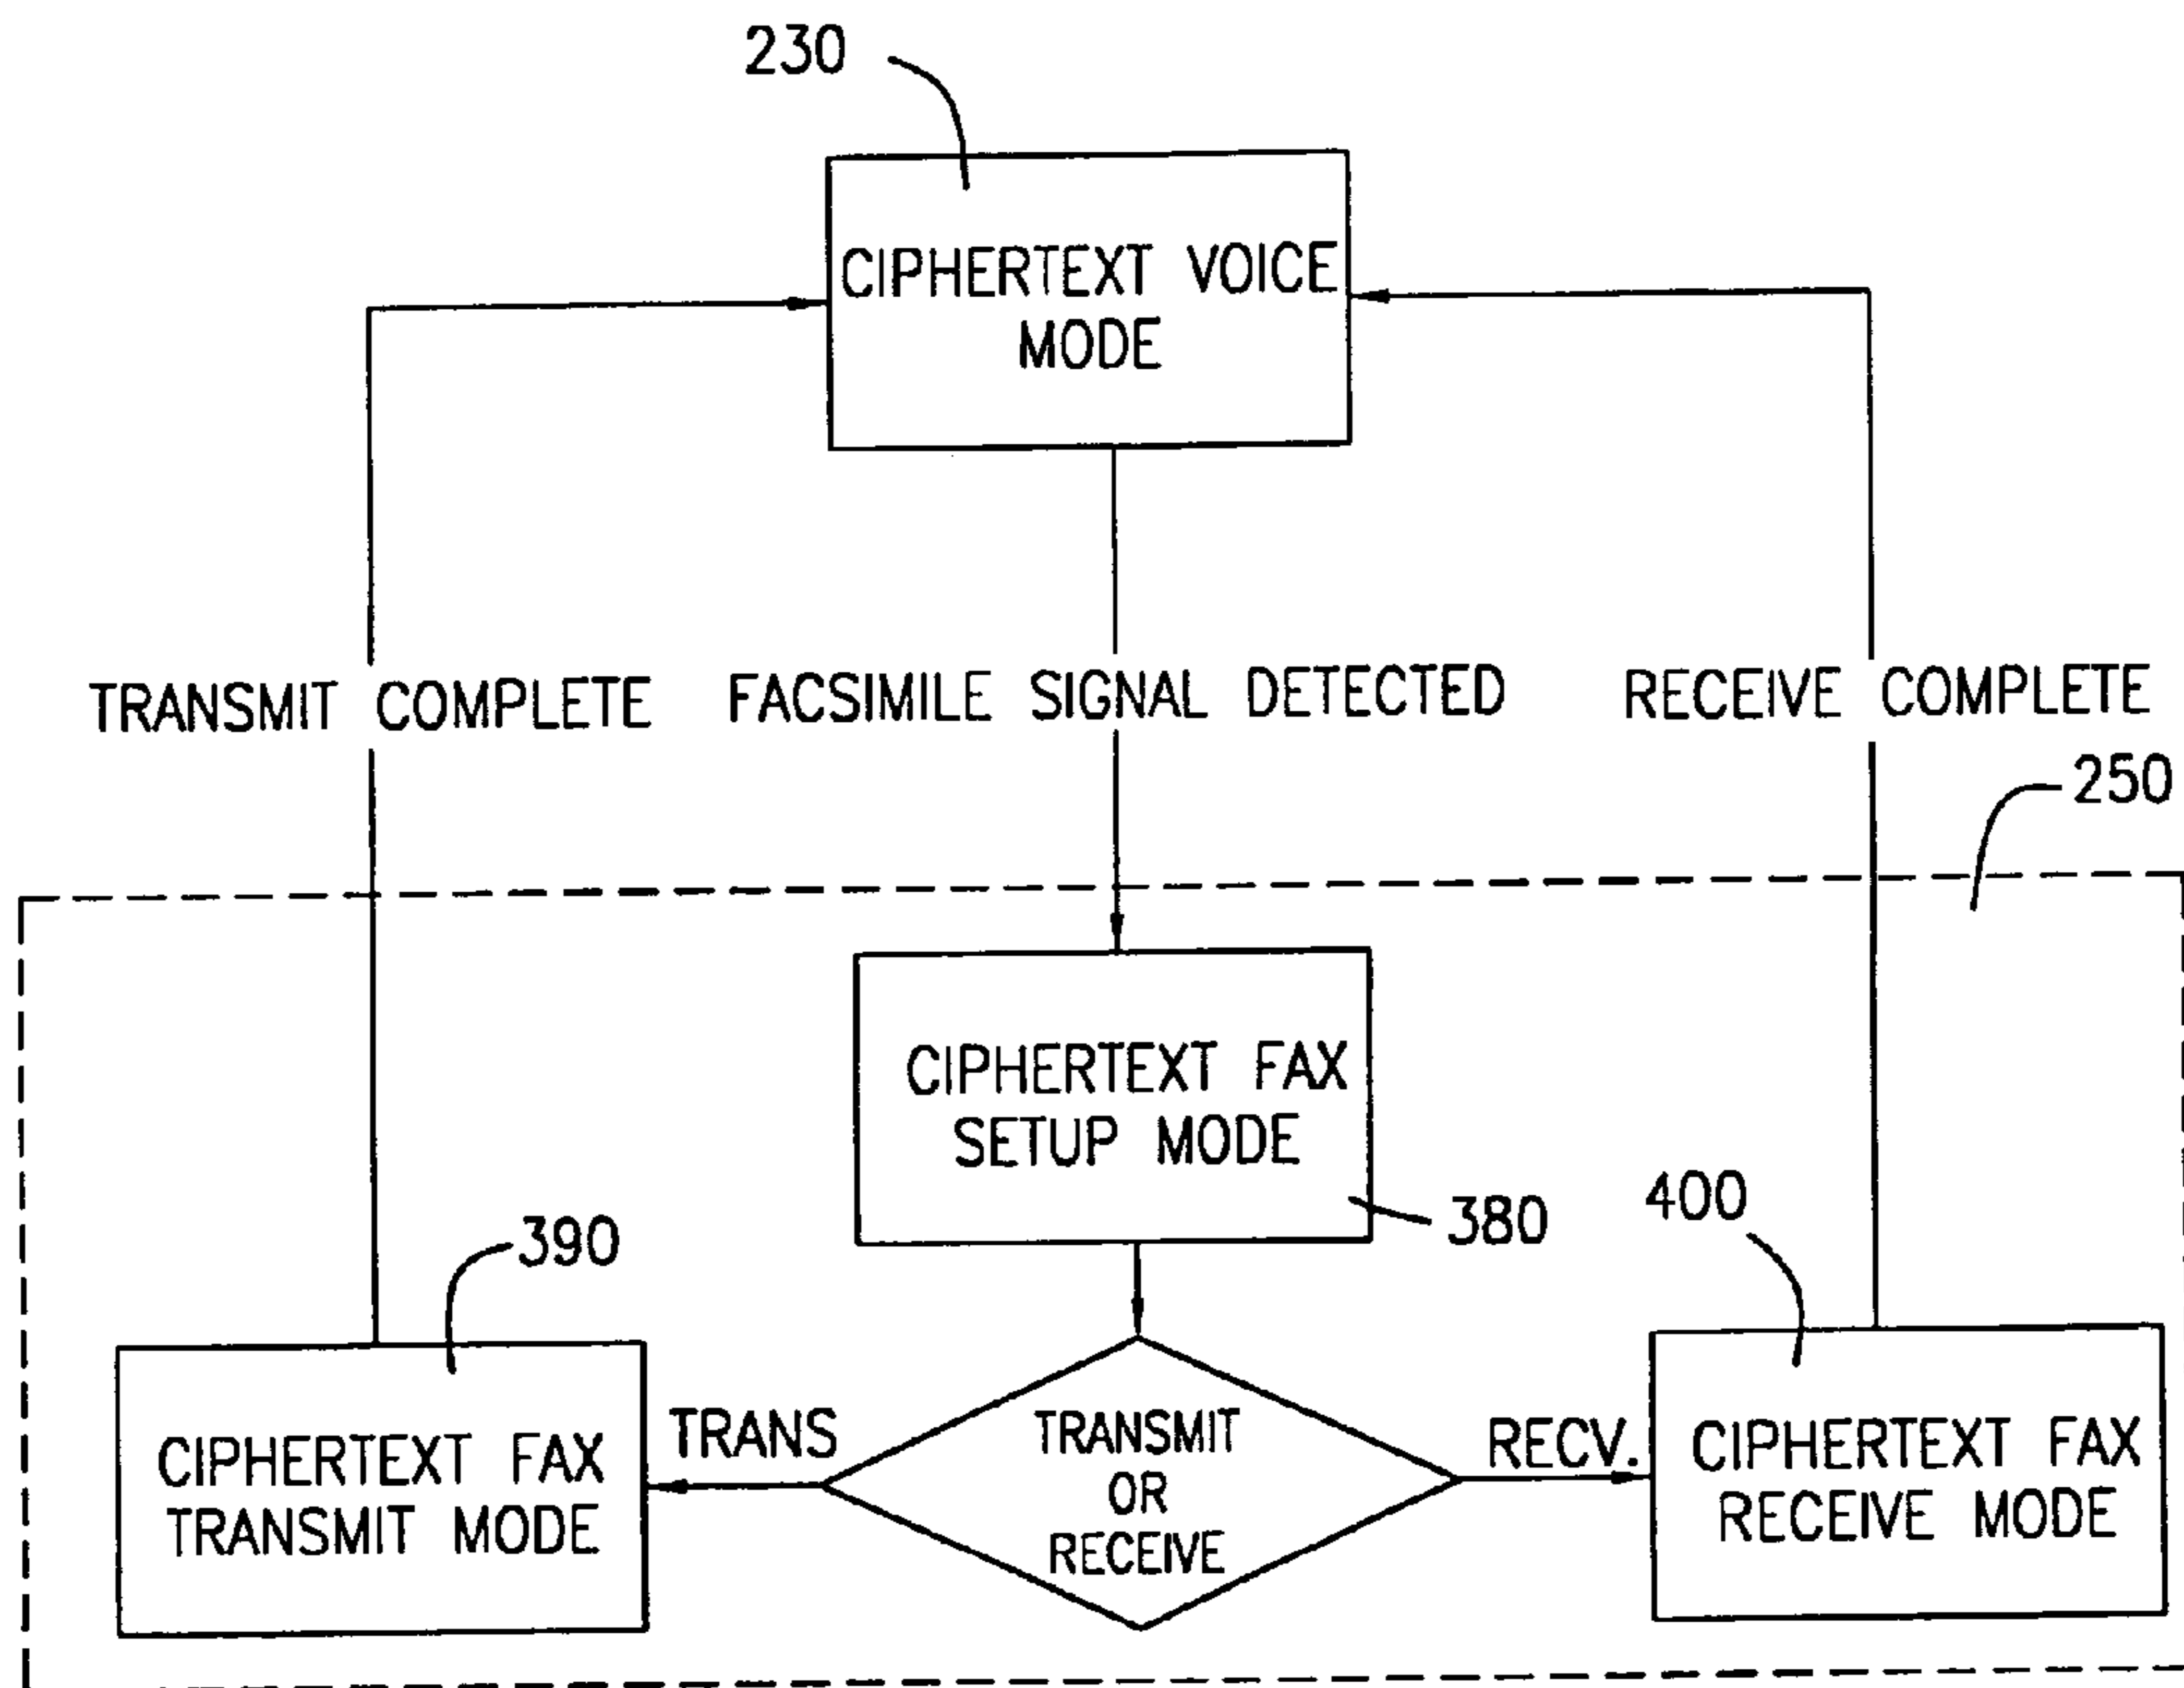 230
CIPHERTEXT VOICE
MODE
TRANSMIT COMPLETE
FACSIMILE SIGNAL DETECTED
RECEIVE COMPLETE
250
CIPHERTEXT FAX
SETUP MODE
380
390
400
CIPHERTEXT FAX
TRANSMIT MODE
TRANS
TRANSMIT
OR
RECEIVE
RECV.
CIPHERTEXT FAX
RECEIVE MODE